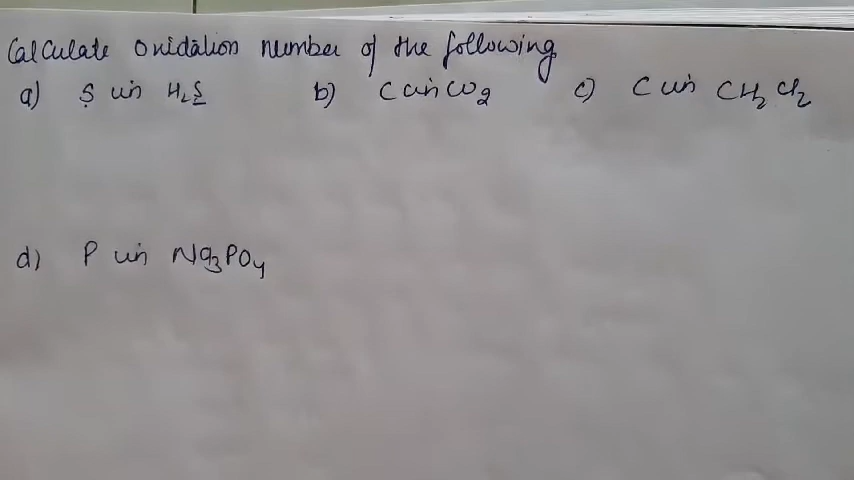 Calculate oxidation number of the following
a) S in H₂S b) C in CO₂ c) C in CH₂Cl₂
d) P in Na₃PO₄